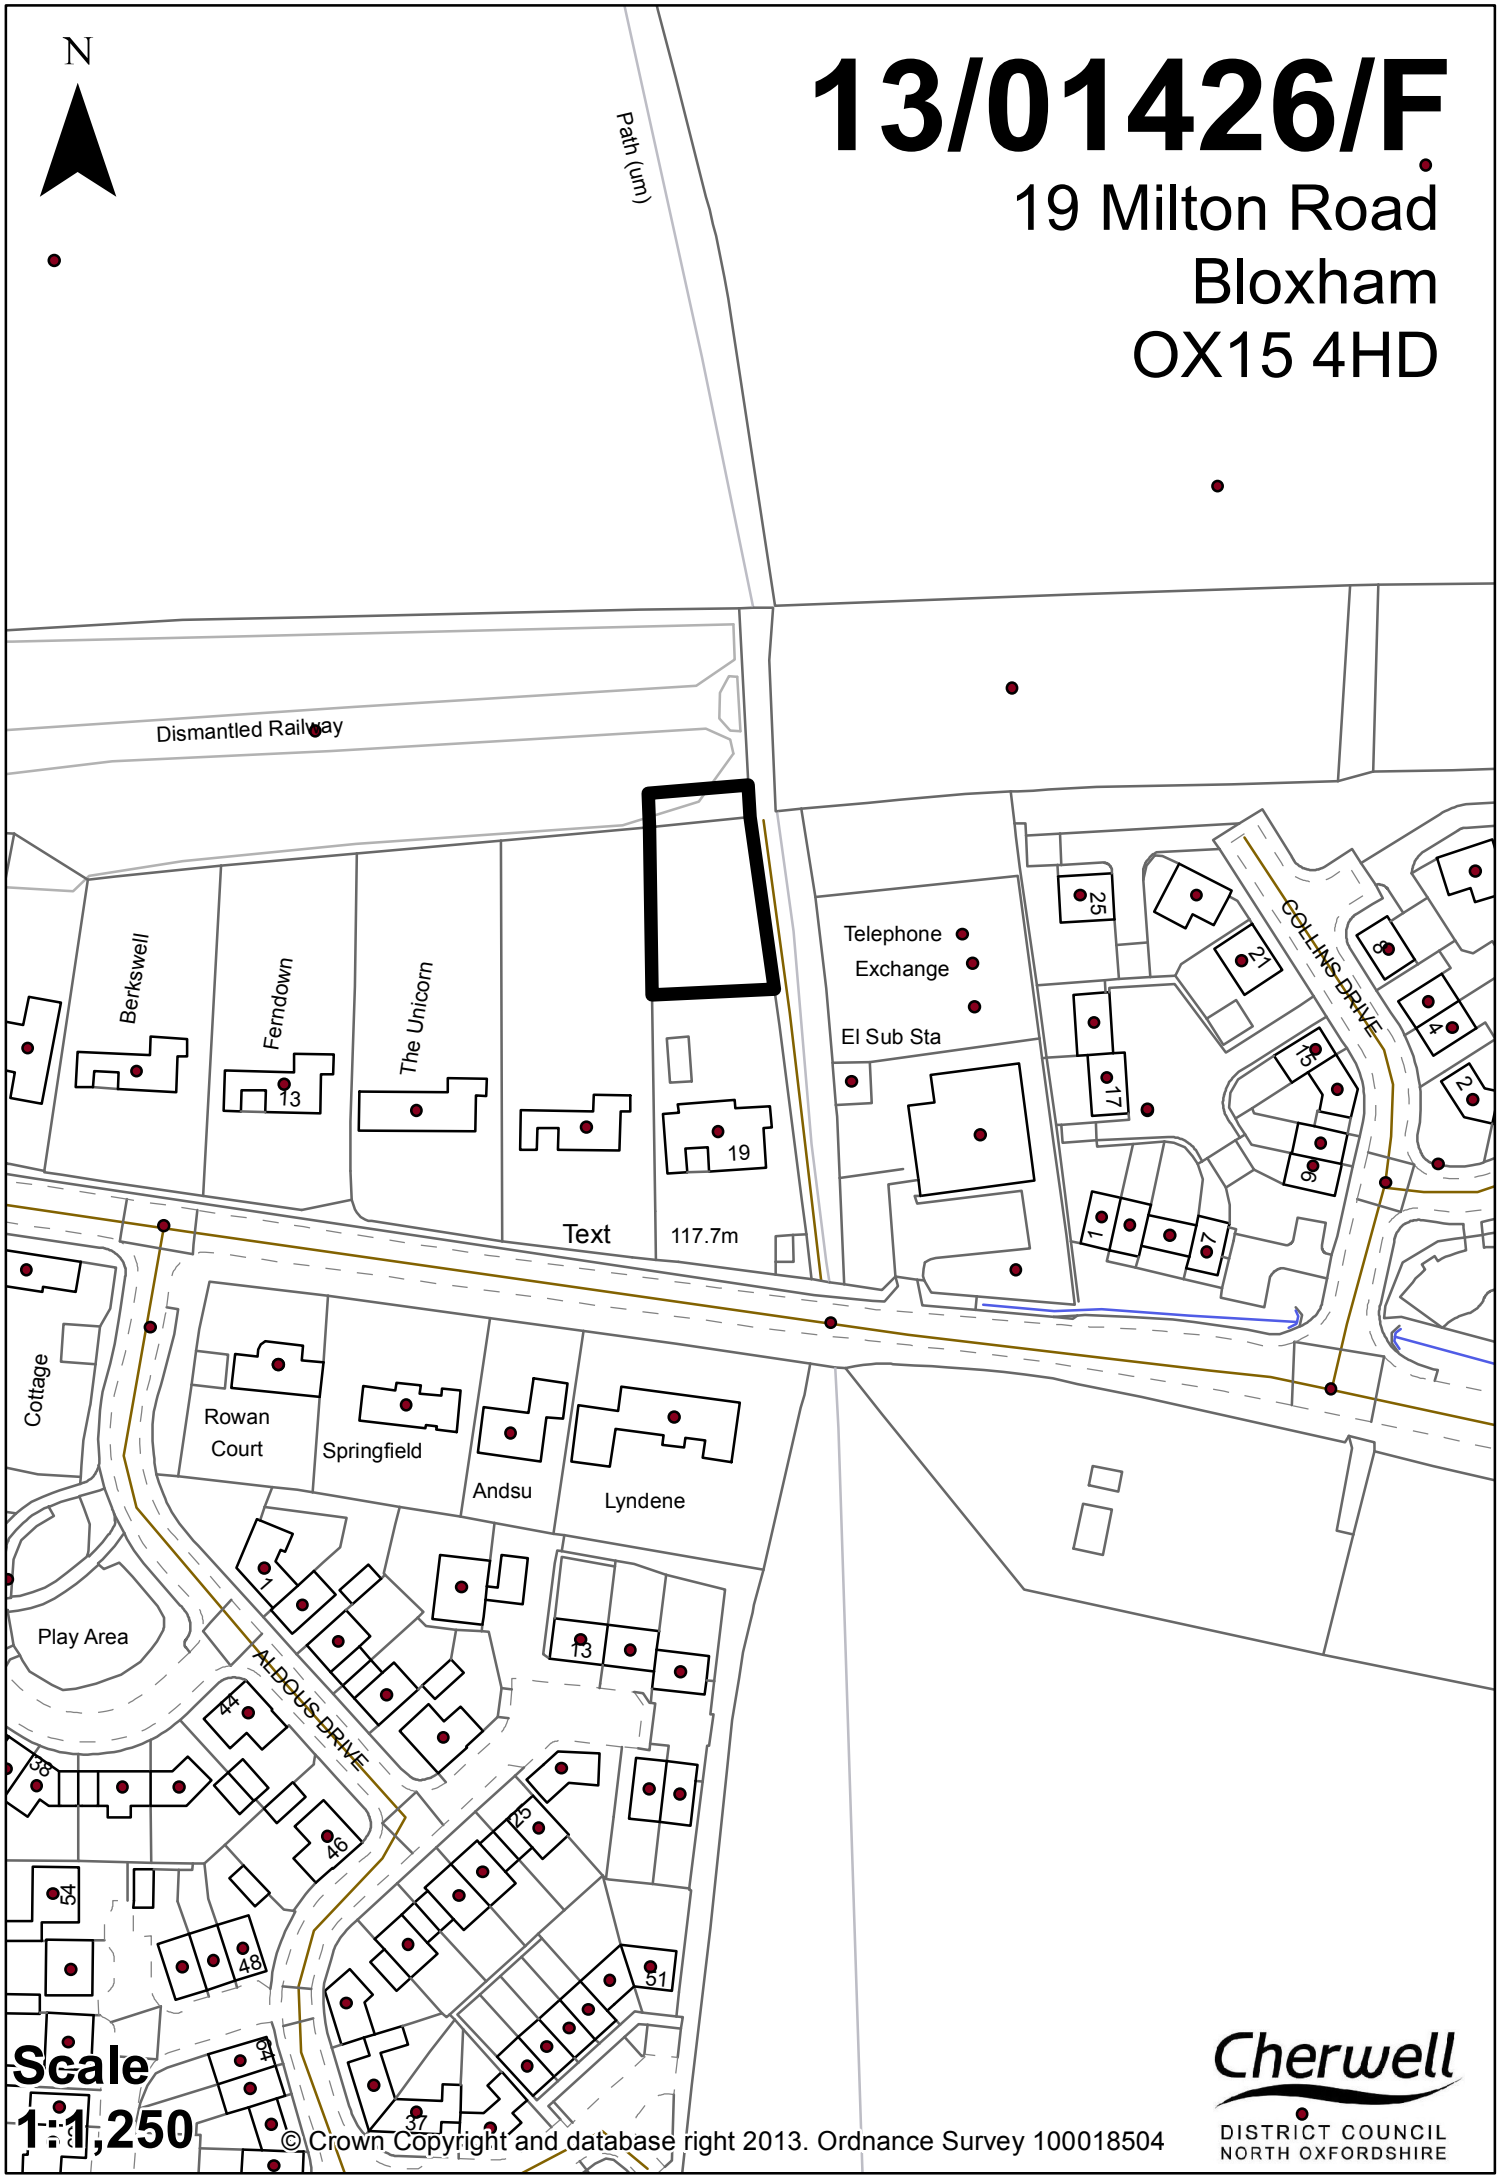 N
13/01426/F
19 Milton Road
Bloxham
OX15 4HD
Path (um)
Dismantled Railway
Berkswell
Ferndown
13
The Unicorn
19
Text
117.7m
Telephone
Exchange
El Sub Sta
25
21
COLLINS DRIVE
8
4
2
15
17
9
1
7
Cottage
Rowan
Court
Springfield
Andsu
Lyndene
1
13
Play Area
ALDOUS DRIVE
44
38
46
25
54
48
51
64
37
Scale
1:1,250
© Crown Copyright and database right 2013. Ordnance Survey 100018504
Cherwell
DISTRICT COUNCIL
NORTH OXFORDSHIRE